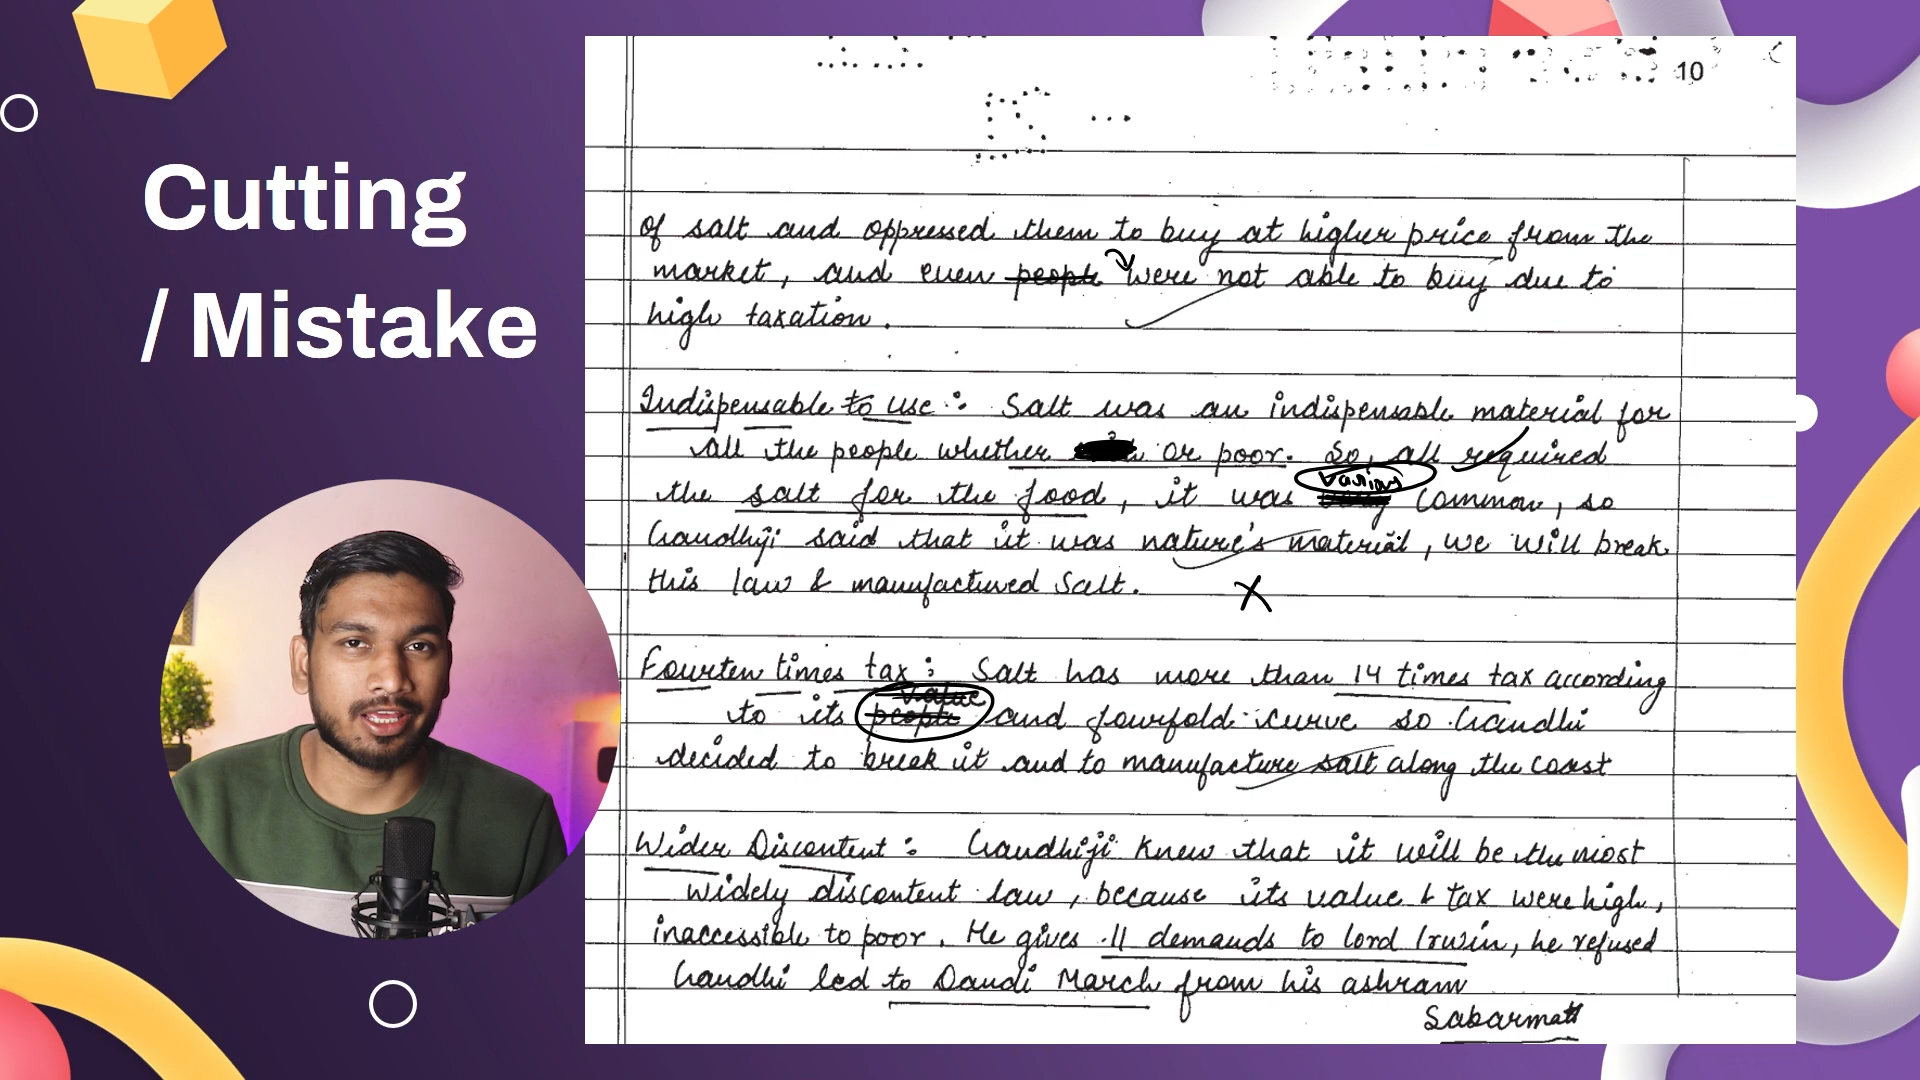 Cutting
/ Mistake
10
of salt and oppressed them to buy at higher price from the
market, and even people were not able to buy due to
high taxation.
Indispensable to use : Salt was an indispensable material for
all the people whether or poor. So, all required
the salt for the food, it was common, so
Gandhiji said that it was nature's material, we will break
this law & manufactured salt.
Fourten times tax : Salt has more than 14 times tax according
to its people value and fourfold curve so Gandhi
decided to break it and to manufacture salt along the coast
Wider Discontent : Gandhiji knew that it will be the most
widely discontent law, because its value & tax were high,
inaccessible to poor. He gives 11 demands to lord Irwin, he refused
Gandhi led to Dandi March from his ashram
Sabarmati